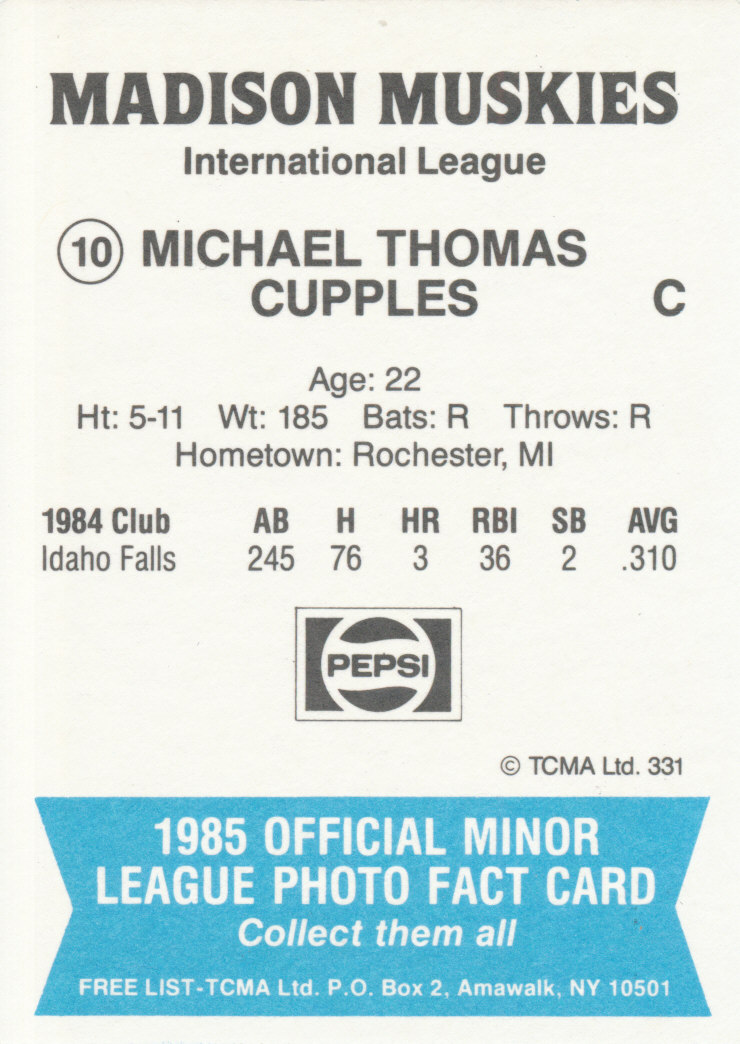 MADISON MUSKIES
International League
10 MICHAEL THOMAS
CUPPLES C
Age: 22
Ht: 5-11 Wt: 185 Bats: R Throws: R
Hometown: Rochester, MI
1984 Club AB H HR RBI SB AVG
Idaho Falls 245 76 3 36 2 .310
PEPSI
© TCMA Ltd. 331
1985 OFFICIAL MINOR
LEAGUE PHOTO FACT CARD
Collect them all
FREE LIST-TCMA Ltd. P.O. Box 2, Amawalk, NY 10501